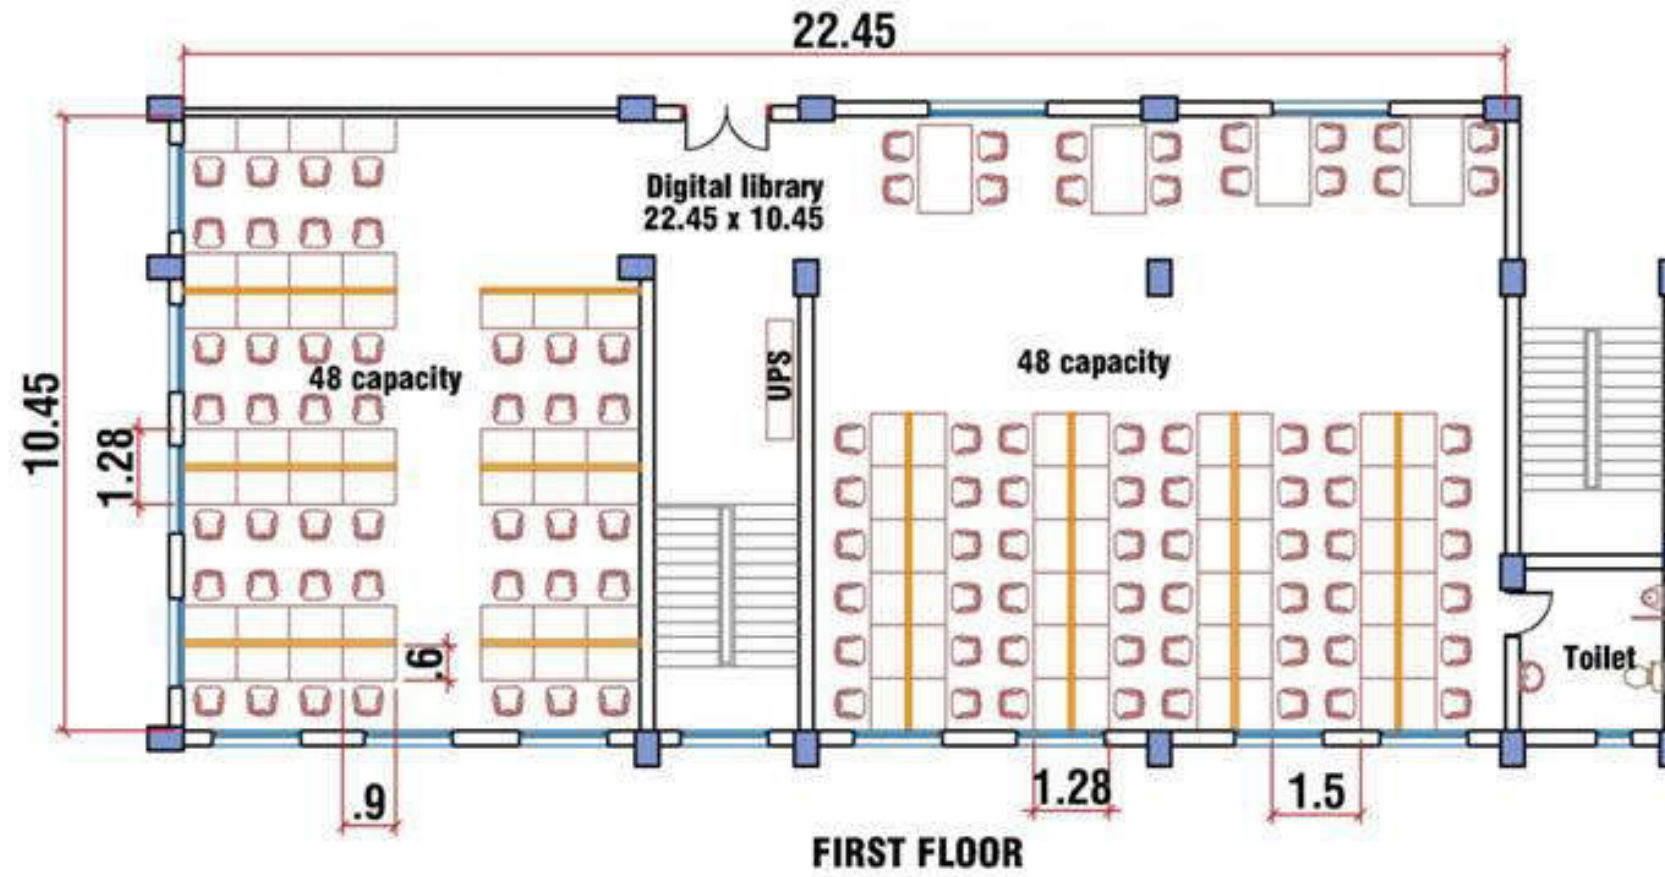 22.45
Digital library
22.45 x 10.45
10.45
1.28
48 capacity
UPS
48 capacity
.6
Toilet
.9
1.28
1.5
FIRST FLOOR